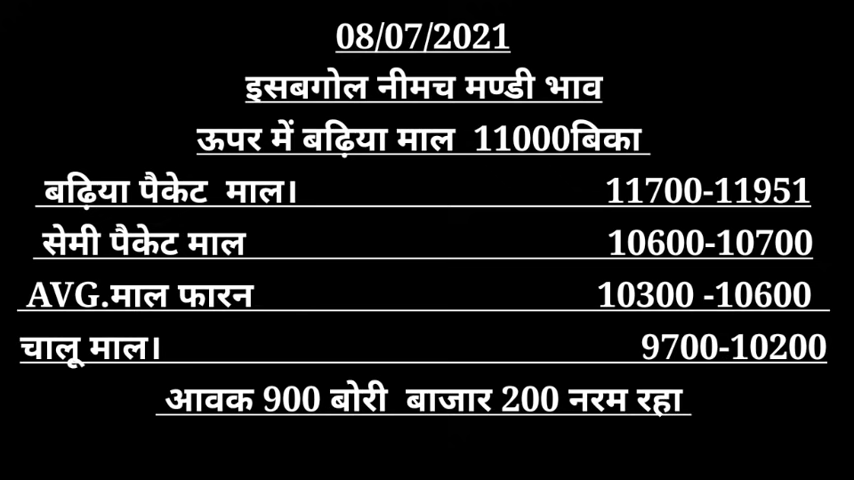 08/07/2021
इसबगोल नीमच मण्डी भाव
ऊपर में बढ़िया माल 11000बिका
बढ़िया पैकेट माल। 11700-11951
सेमी पैकेट माल 10600-10700
AVG.माल फारन 10300 -10600
चालू माल। 9700-10200
आवक 900 बोरी बाजार 200 नरम रहा